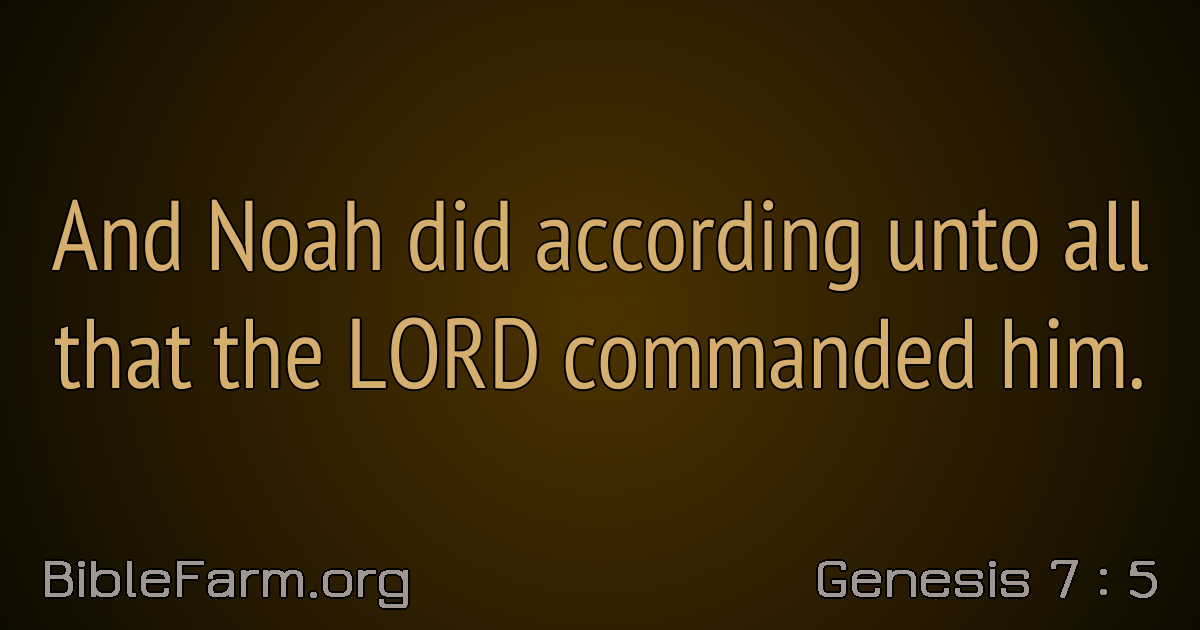 And Noah did according unto all
that the LORD commanded him.
BibleFarm.org
Genesis 7 : 5